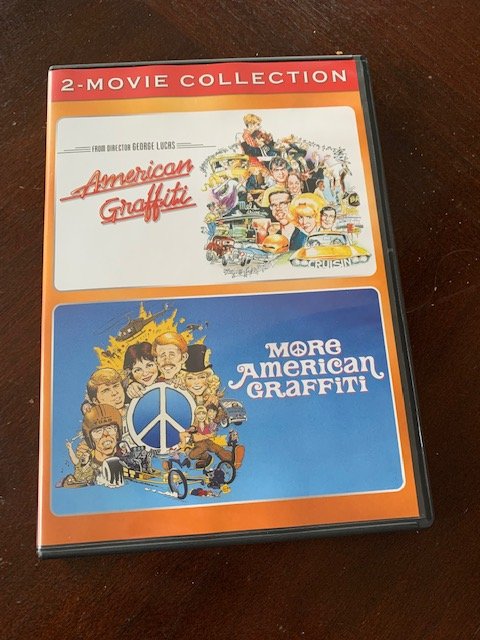 2-MOVIE COLLECTION
FROM DIRECTOR GEORGE LUCAS
American
Graffiti
CRUISIN
MORE
AMERICAN
GRAFFITI